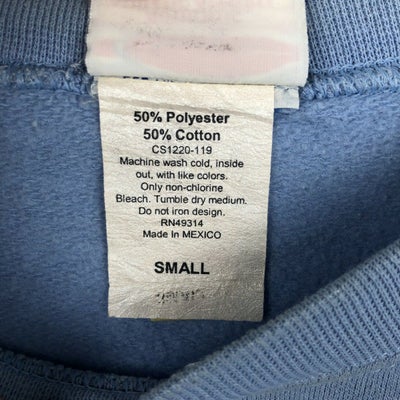 50% Polyester
50% Cotton
CS1220-119
Machine wash cold, inside
out, with like colors.
Only non-chlorine
Bleach. Tumble dry medium.
Do not iron design.
RN49314
Made In MEXICO
SMALL